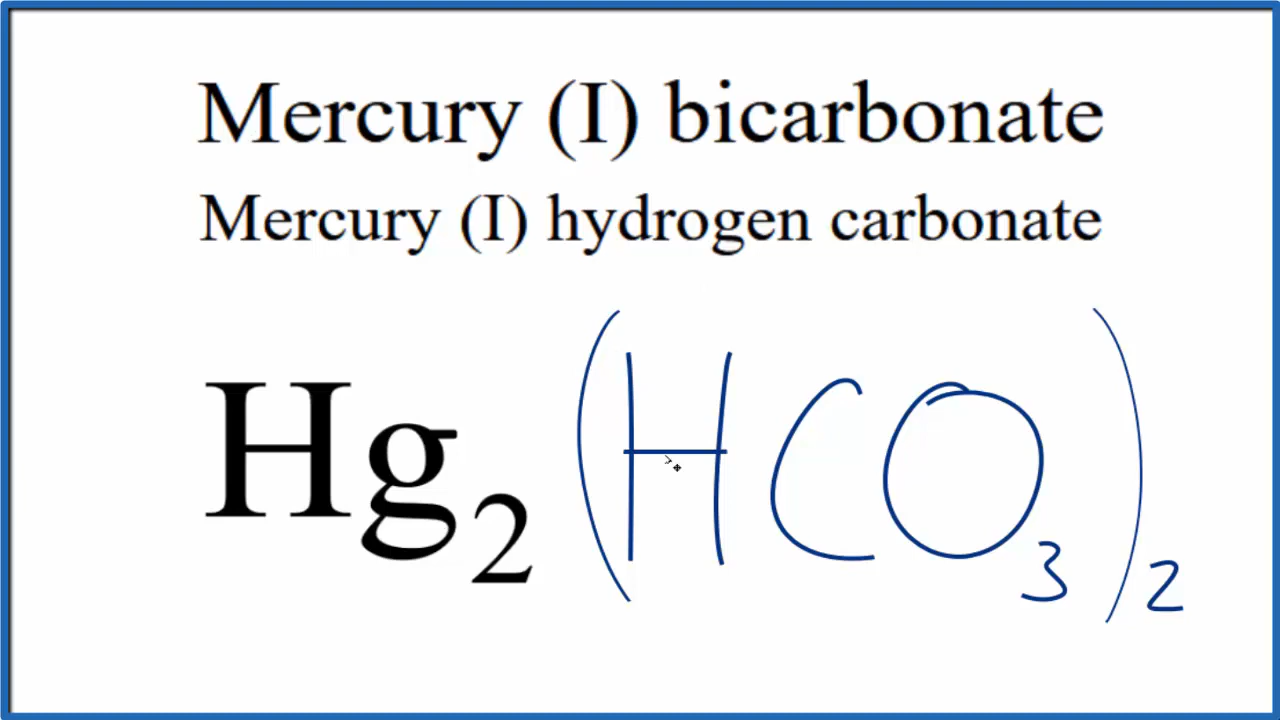 Mercury (I) bicarbonate
Mercury (I) hydrogen carbonate
Hg₂(HCO₃)₂